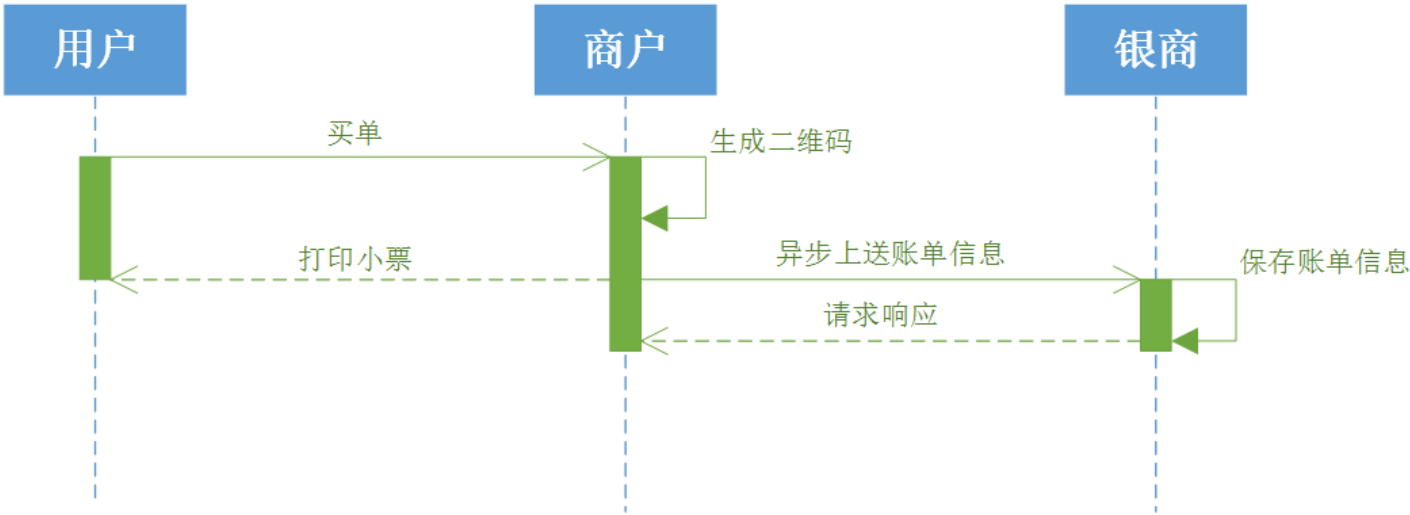 用户
商户
银商
买单
生成二维码
打印小票
异步上送账单信息
保存账单信息
请求响应